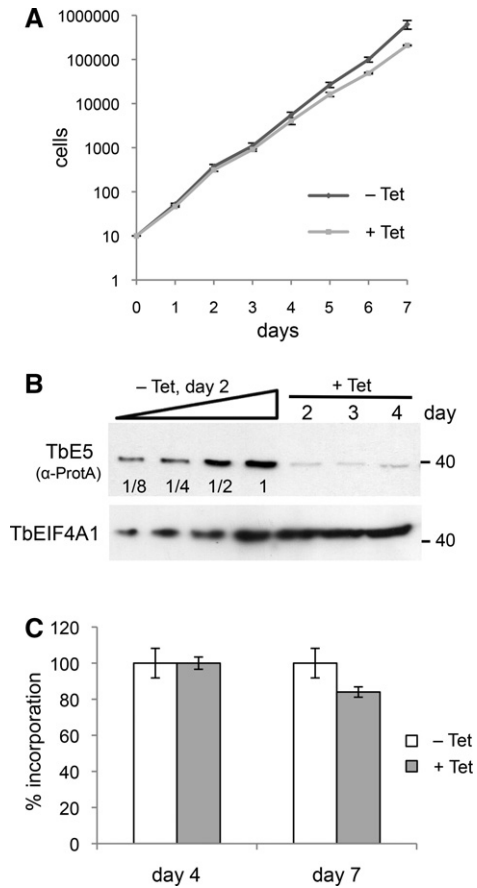 A
1000000
100000
10000
1000
100
10
1
cells
– Tet
+ Tet
0 1 2 3 4 5 6 7
days
B
– Tet, day 2
+ Tet
2 3 4 day
TbE5
(α-ProtA)
40
1/8 1/4 1/2 1
TbEIF4A1
40
C
120
100
80
60
40
20
0
% incorporation
– Tet
+ Tet
day 4 day 7